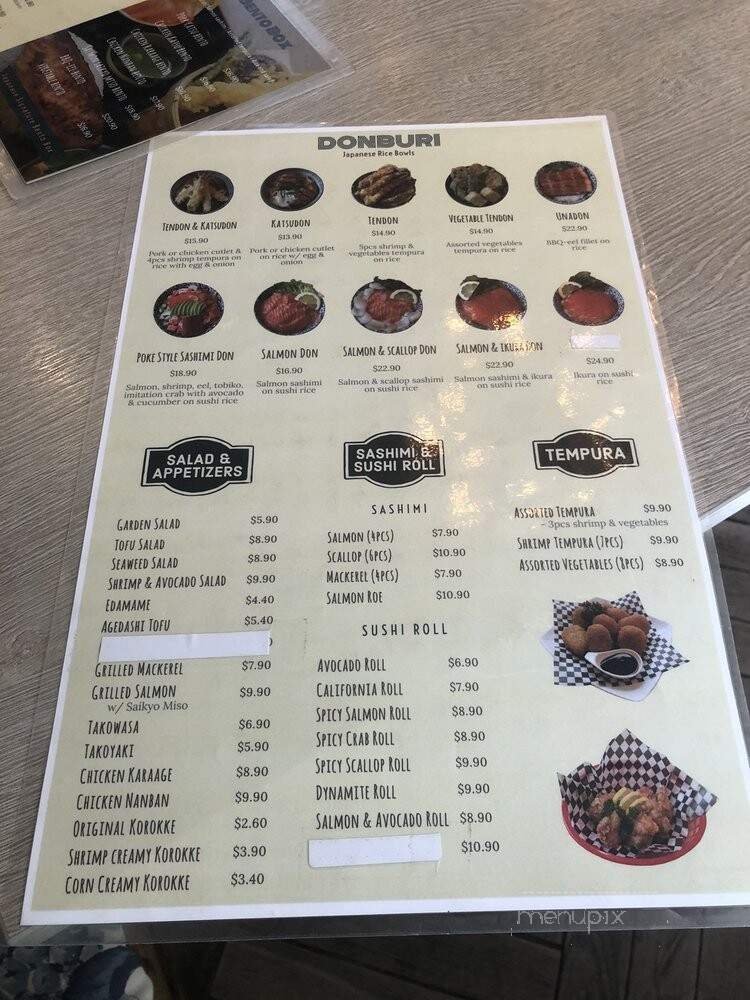 BENTO BOX
DONBURI
Japanese Rice Bowls
TENDON & KATSUDON
$15.90
Pork or chicken cutlet &
4pcs shrimp tempura on
rice with egg & onion
KATSUDON
$13.90
Pork or chicken cutlet
on rice w/ egg &
onion
TENDON
$14.90
5pcs shrimp &
vegetables tempura
on rice
VEGETABLE TENDON
$14.90
Assorted vegetables
tempura on rice
UNADON
$22.90
BBQ-eel fillet on
rice
POKE STYLE SASHIMI DON
$18.90
Salmon, shrimp, eel, tobiko,
imitation crab with avocado
& cucumber on sushi rice
SALMON DON
$16.90
Salmon sashimi
on sushi rice
SALMON & SCALLOP DON
$22.90
Salmon & scallop sashimi
on sushi rice
SALMON & IKURA DON
$22.90
Salmon sashimi & ikura
on sushi rice
$24.90
Ikura on sushi
rice
SALAD &
APPETIZERS
GARDEN SALAD $5.90
TOFU SALAD $8.90
SEAWEED SALAD $8.90
SHRIMP & AVOCADO SALAD $9.90
EDAMAME $4.40
AGEDASHI TOFU $5.40
GRILLED MACKEREL $7.90
GRILLED SALMON $9.90
w/ Saikyo Miso
TAKOWASA $6.90
TAKOYAKI $5.90
CHICKEN KARAAGE $8.90
CHICKEN NANBAN $9.90
ORIGINAL KOROKKE $2.60
SHRIMP CREAMY KOROKKE $3.90
CORN CREAMY KOROKKE $3.40
SASHIMI &
SUSHI ROLL
SASHIMI
SALMON (4PCS) $7.90
SCALLOP (6PCS) $10.90
MACKEREL (4PCS) $7.90
SALMON ROE $10.90
SUSHI ROLL
AVOCADO ROLL $6.90
CALIFORNIA ROLL $7.90
SPICY SALMON ROLL $8.90
SPICY CRAB ROLL $8.90
SPICY SCALLOP ROLL $9.90
DYNAMITE ROLL $9.90
SALMON & AVOCADO ROLL $8.90
$10.90
TEMPURA
ASSORTED TEMPURA $9.90
- 3pcs shrimp & vegetables
SHRIMP TEMPURA (7PCS) $9.90
ASSORTED VEGETABLES (8PCS) $8.90
menupix